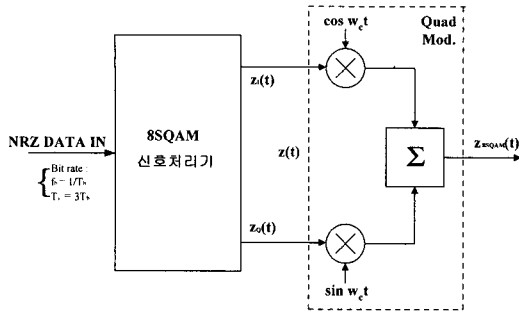 cos w_c t
Quad
Mod.
z_I(t)
NRZ DATA IN
Bit rate :
f_b = 1/T_b
T_s = 3T_b
8SQAM
신호처리기
z(t)
Σ
z_8SQAM(t)
z_Q(t)
sin w_c t